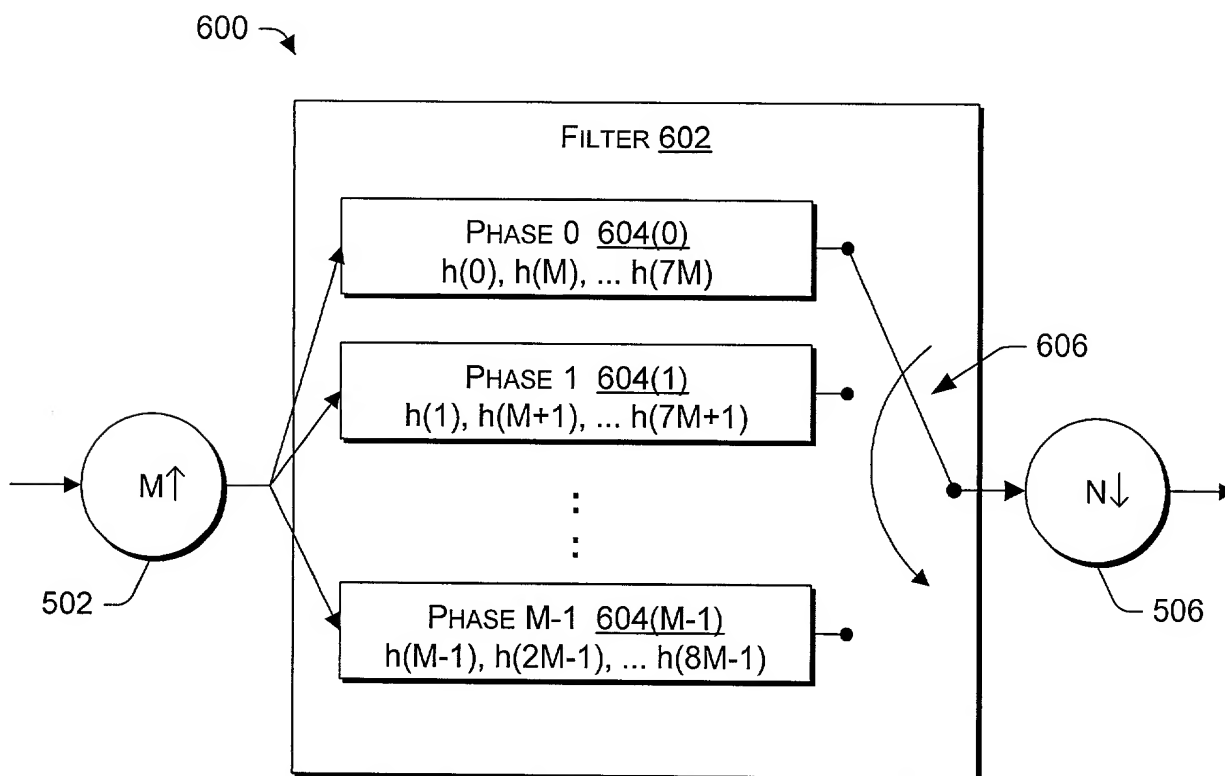 600
FILTER 602
PHASE 0 604(0)
h(0), h(M), ... h(7M)
606
PHASE 1 604(1)
h(1), h(M+1), ... h(7M+1)
M↑
N↓
502
506
PHASE M-1 604(M-1)
h(M-1), h(2M-1), ... h(8M-1)